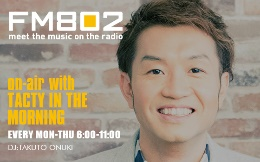 FM802
meet the music on the radio
on-air with
TACTY IN THE
MORNING
EVERY MON-THU 6:00-11:00
DJ:TAKUTO ONUKI